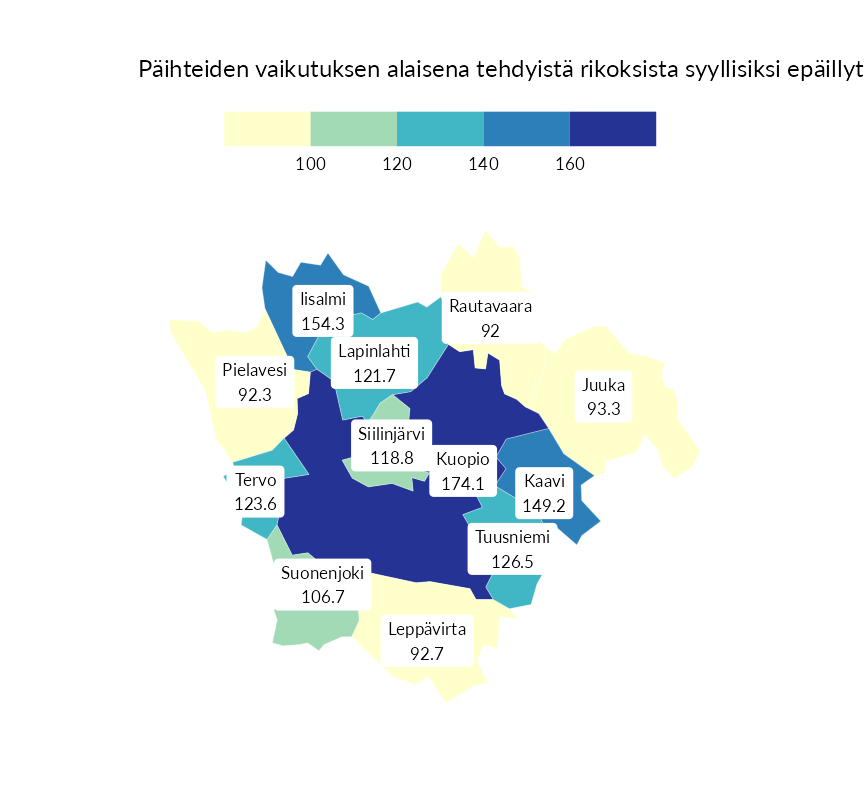 Päihteiden vaikutuksen alaisena tehdyistä rikoksista syyllisiksi epäillyt
100 120 140 160
Iisalmi
154.3
Rautavaara
92
Lapinlahti
121.7
Pielavesi
92.3
Juuka
93.3
Siilinjärvi
118.8
Kuopio
174.1
Kaavi
149.2
Tervo
123.6
Tuusniemi
126.5
Suonenjoki
106.7
Leppävirta
92.7